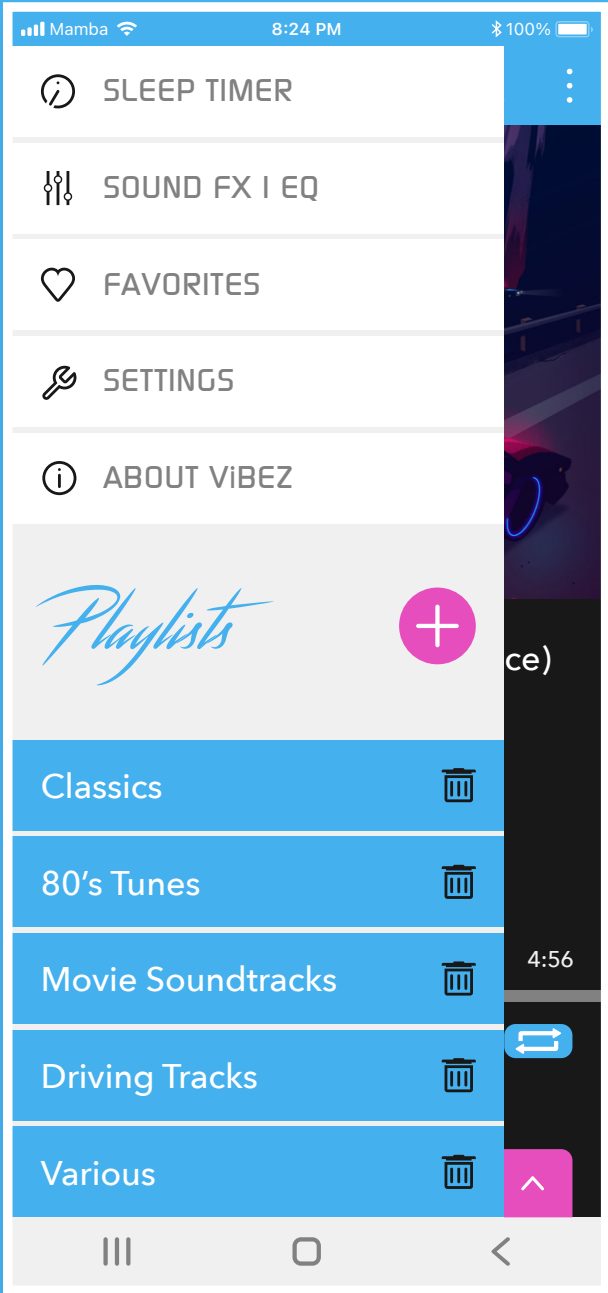 Mamba 8:24 PM 100%
SLEEP TIMER
SOUND FX I EQ
FAVORITES
SETTINGS
ABOUT ViBEZ
Playlists
ce)
Classics
80’s Tunes
4:56
Movie Soundtracks
Driving Tracks
Various